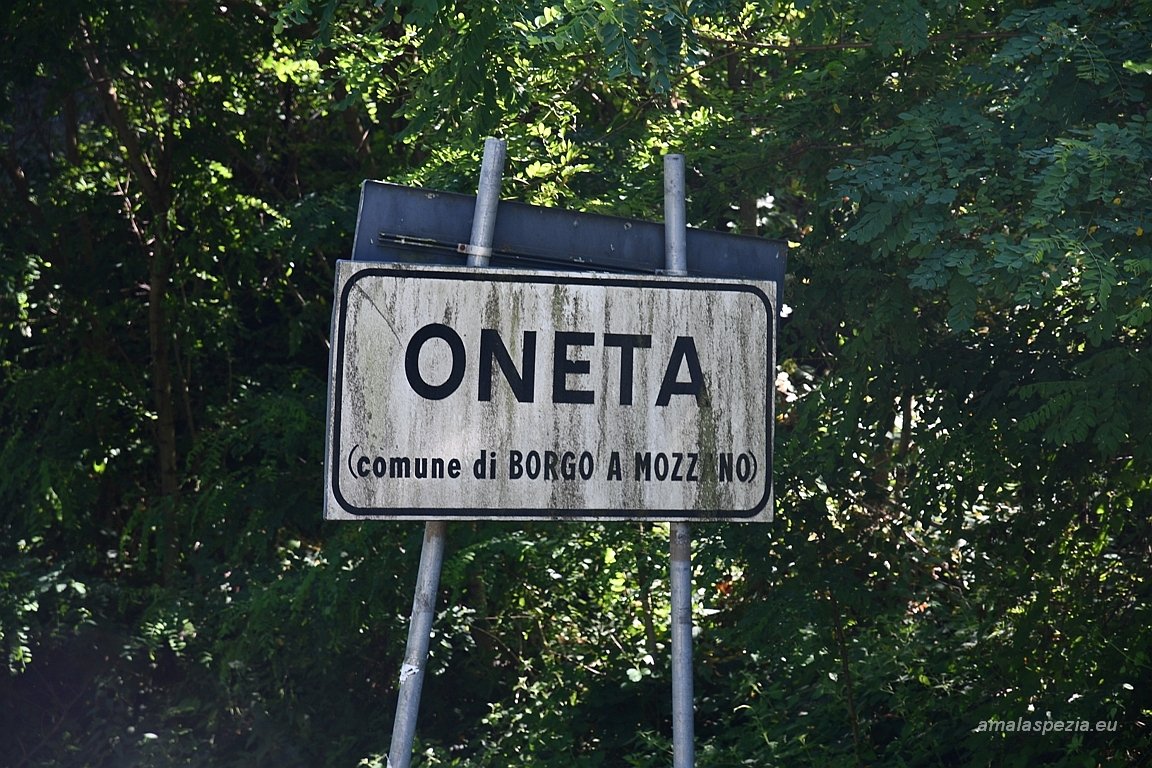 ONETA
(comune di BORGO A MOZZANO)
amalaspezia.eu